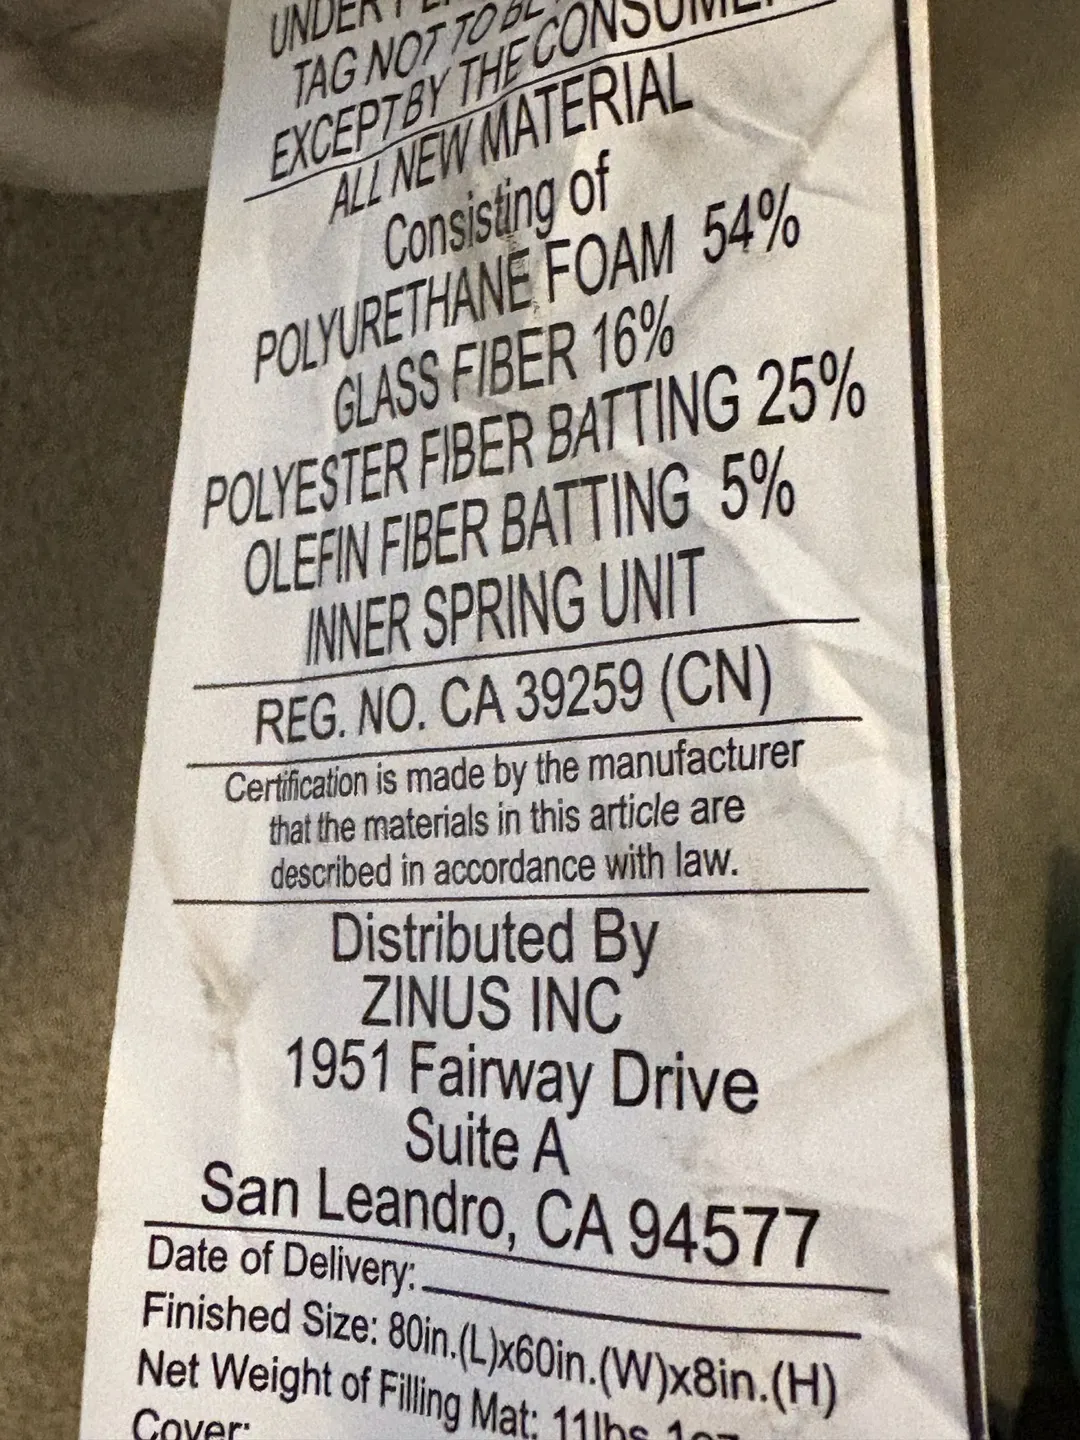 UNDER
TAG NOT TO BE
EXCEPT BY THE CONSUMER
ALL NEW MATERIAL
Consisting of
POLYURETHANE FOAM 54%
GLASS FIBER 16%
POLYESTER FIBER BATTING 25%
OLEFIN FIBER BATTING 5%
INNER SPRING UNIT
REG. NO. CA 39259 (CN)
Certification is made by the manufacturer
that the materials in this article are
described in accordance with law.
Distributed By
ZINUS INC
1951 Fairway Drive
Suite A
San Leandro, CA 94577
Date of Delivery:
Finished Size: 80in.(L)x60in.(W)x8in.(H)
Net Weight of Filling Mat: 11lbs 1oz
Cover: